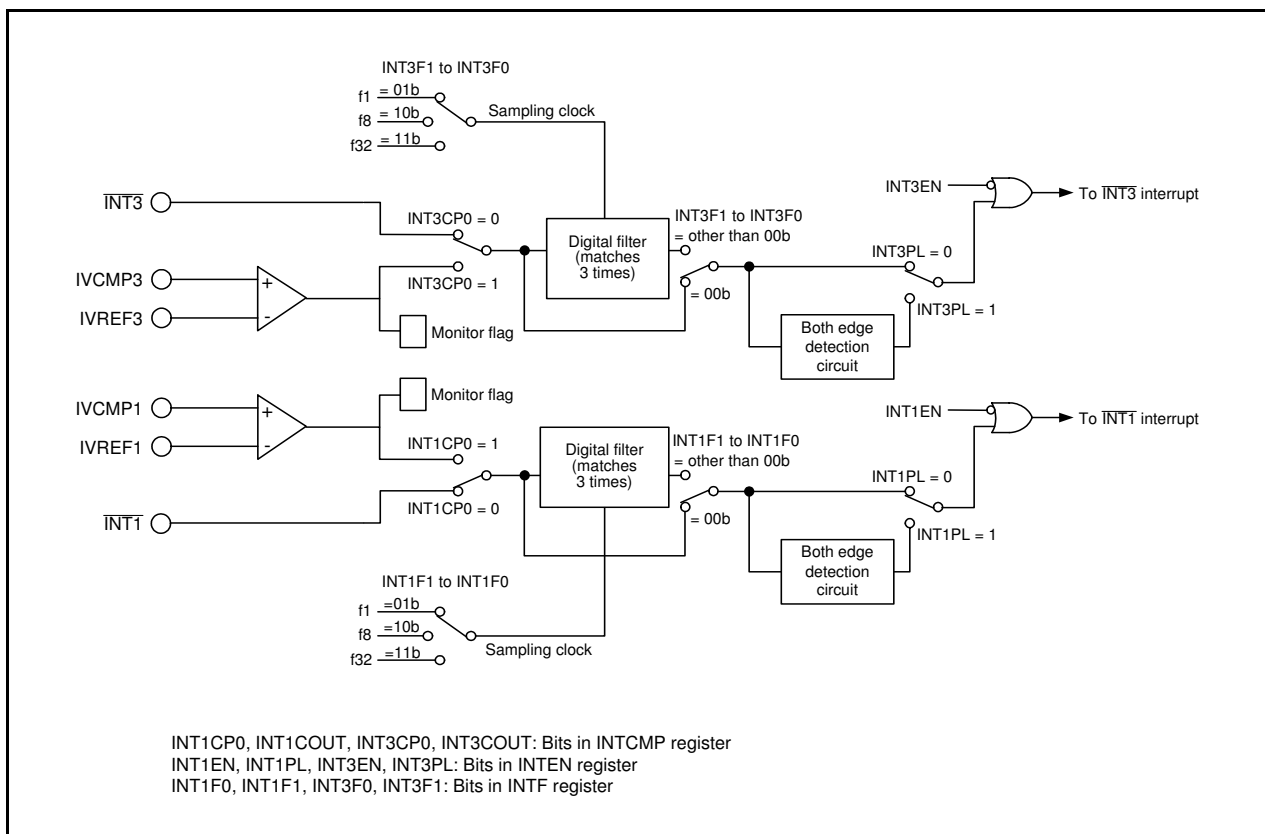 INT3F1 to INT3F0
f1 = 01b
f8 = 10b
f32 = 11b
Sampling clock
INT3
INT3CP0 = 0
IVCMP3
+
IVREF3
-
INT3CP0 = 1
Monitor flag
Digital filter
(matches
3 times)
INT3F1 to INT3F0
= other than 00b
= 00b
INT3EN
To INT3 interrupt
INT3PL = 0
INT3PL = 1
Both edge
detection
circuit
Monitor flag
IVCMP1
+
IVREF1
-
INT1CP0 = 1
INT1
INT1CP0 = 0
Digital filter
(matches
3 times)
INT1F1 to INT1F0
= other than 00b
= 00b
INT1EN
To INT1 interrupt
INT1PL = 0
INT1PL = 1
Both edge
detection
circuit
INT1F1 to INT1F0
f1 =01b
f8 =10b
f32 =11b
Sampling clock
INT1CP0, INT1COUT, INT3CP0, INT3COUT: Bits in INTCMP register
INT1EN, INT1PL, INT3EN, INT3PL: Bits in INTEN register
INT1F0, INT1F1, INT3F0, INT3F1: Bits in INTF register